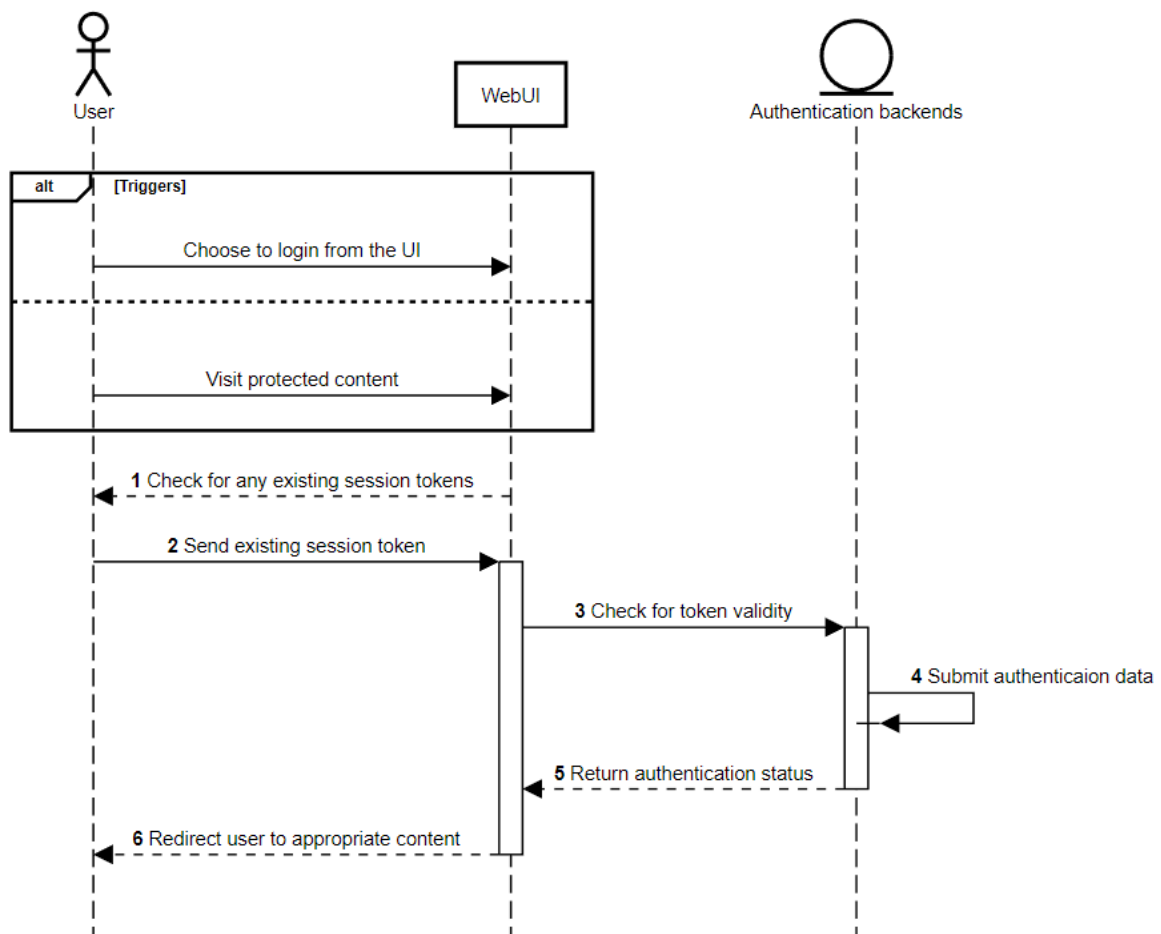 User
WebUI
Authentication backends
alt [Triggers]
Choose to login from the UI
Visit protected content
1 Check for any existing session tokens
2 Send existing session token
3 Check for token validity
4 Submit authenticaion data
5 Return authentication status
6 Redirect user to appropriate content